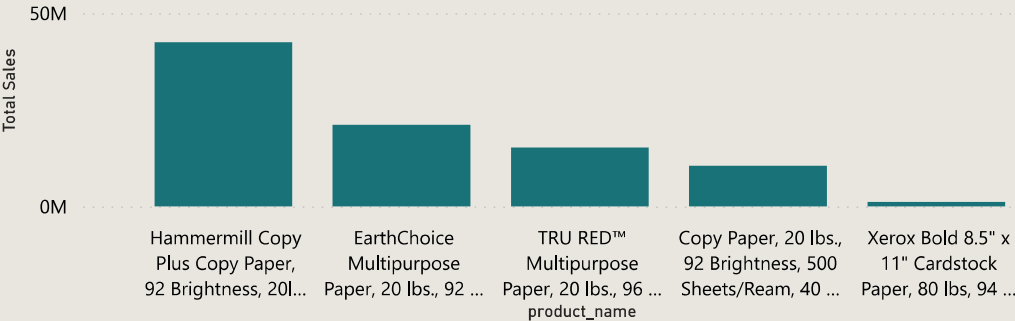 50M
Total Sales
0M
Hammermill Copy
Plus Copy Paper,
92 Brightness, 20l...
EarthChoice
Multipurpose
Paper, 20 lbs., 92 ...
TRU RED™
Multipurpose
Paper, 20 lbs., 96 ...
Copy Paper, 20 lbs.,
92 Brightness, 500
Sheets/Ream, 40 ...
Xerox Bold 8.5" x
11" Cardstock
Paper, 80 lbs, 94 ...
product_name